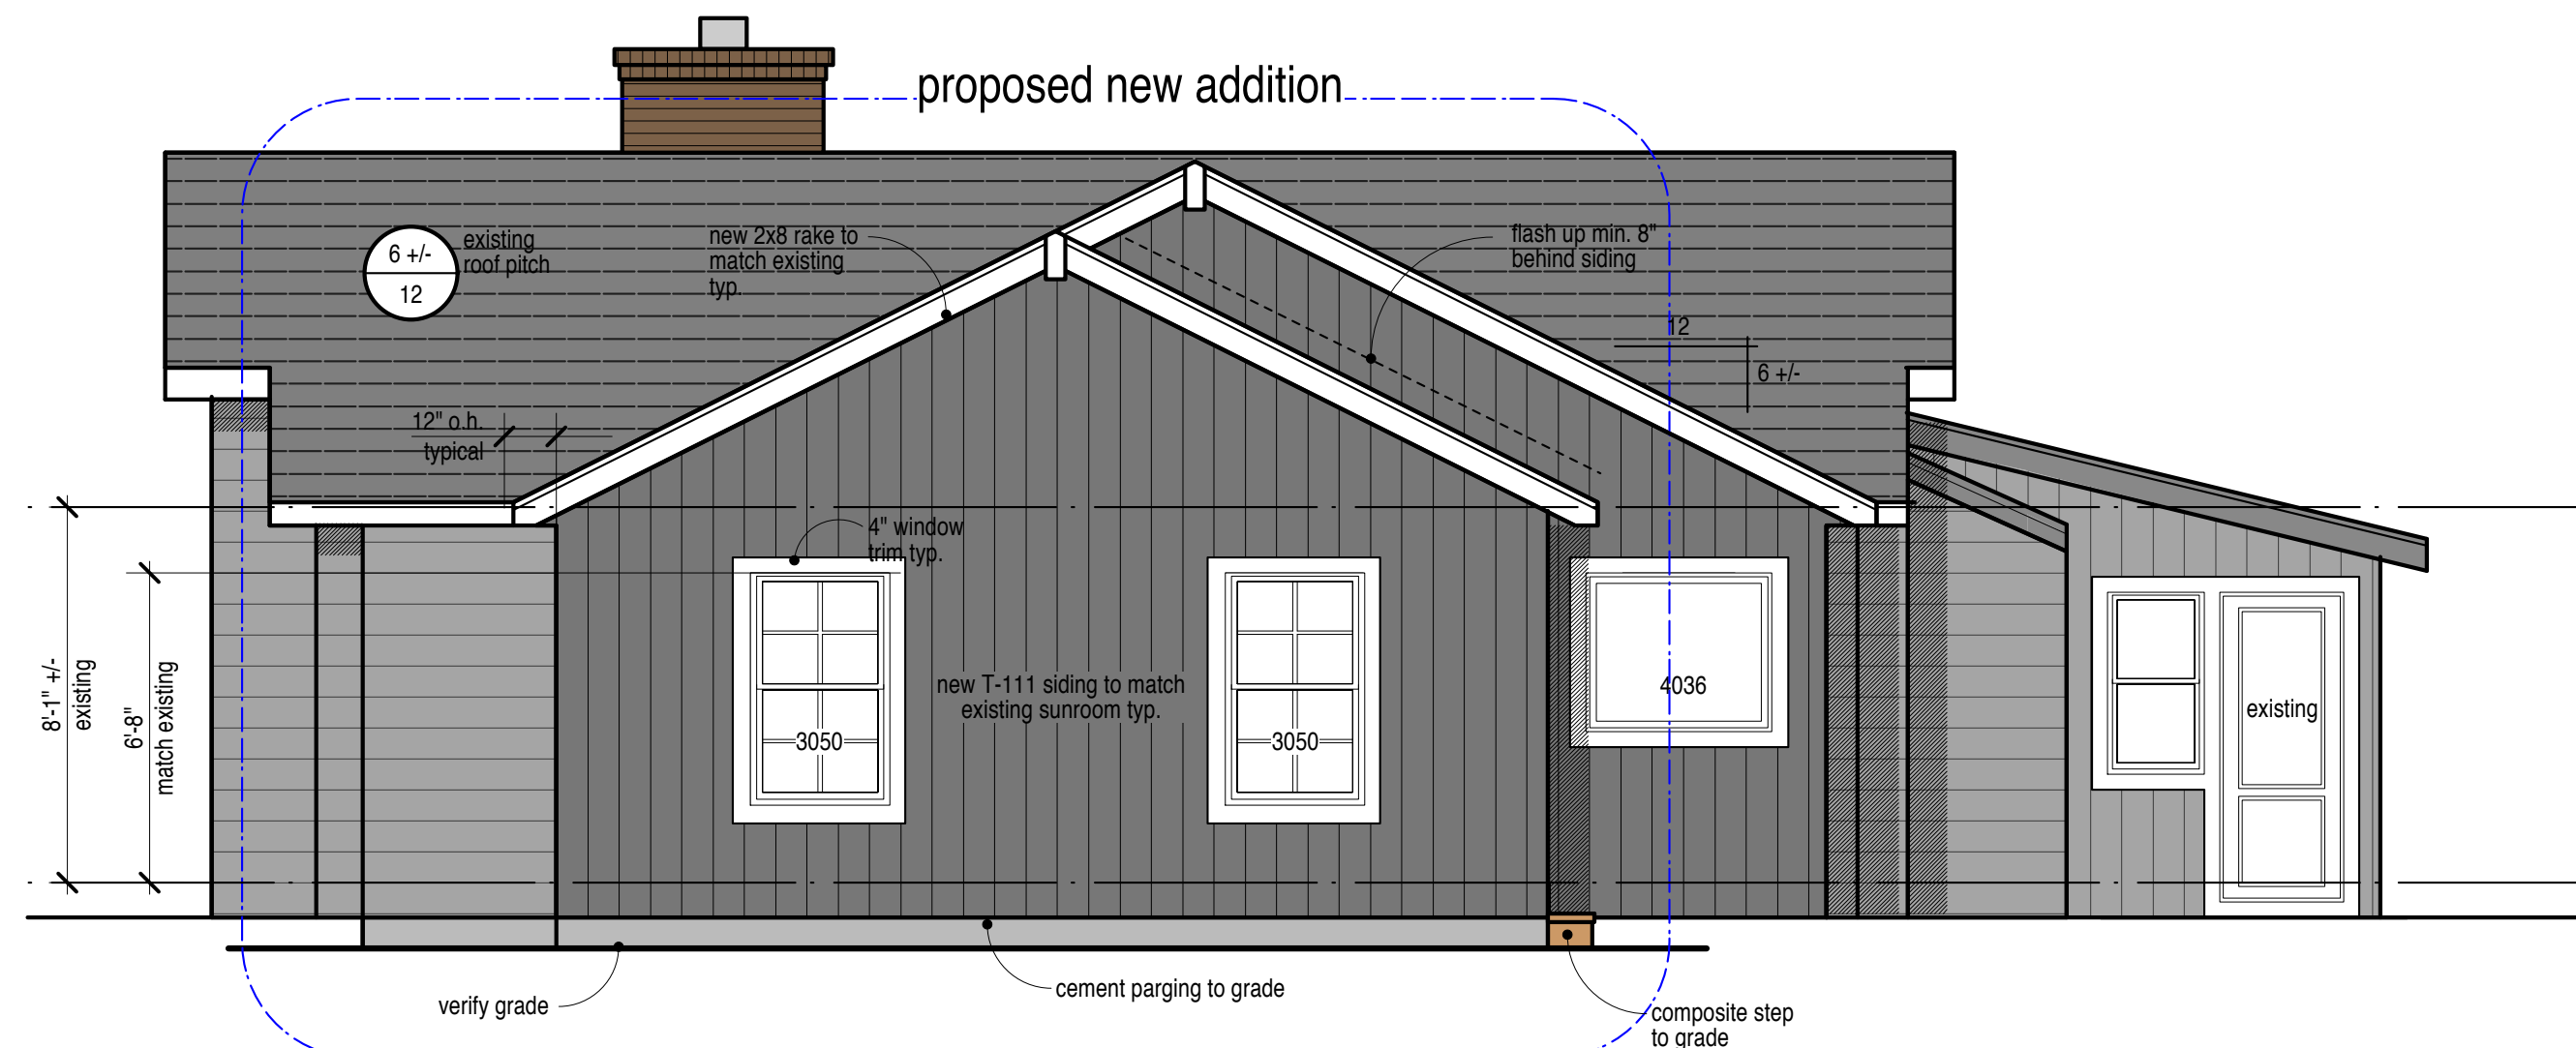 proposed new addition
6 +/-
12
existing
roof pitch
new 2x8 rake to
match existing
typ.
flash up min. 8"
behind siding
12
6 +/-
12" o.h.
typical
4" window
trim typ.
8'-1" +/-
existing
6'-8"
match existing
new T-111 siding to match
existing sunroom typ.
3050
3050
4036
existing
verify grade
cement parging to grade
composite step
to grade